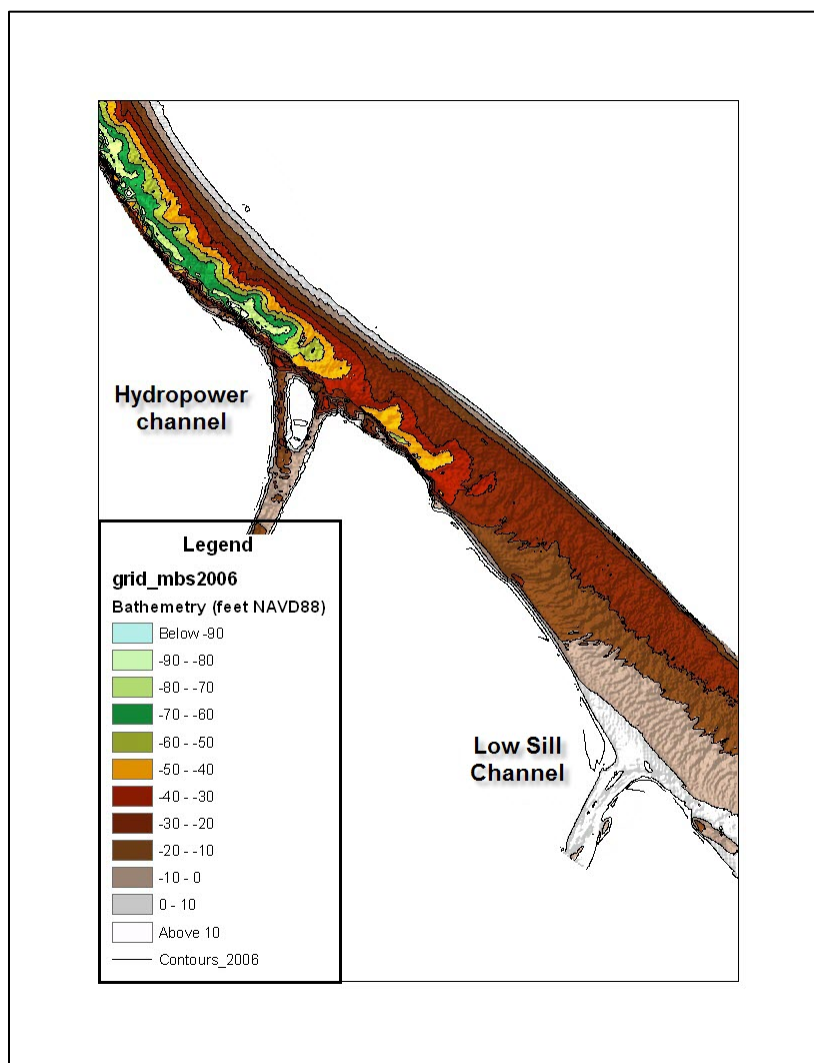 Hydropower
channel
Low Sill
Channel
Legend
grid_mbs2006
Bathemetry (feet NAVD88)
Below -90
-90 - -80
-80 - -70
-70 - -60
-60 - -50
-50 - -40
-40 - -30
-30 - -20
-20 - -10
-10 - 0
0 - 10
Above 10
Contours_2006